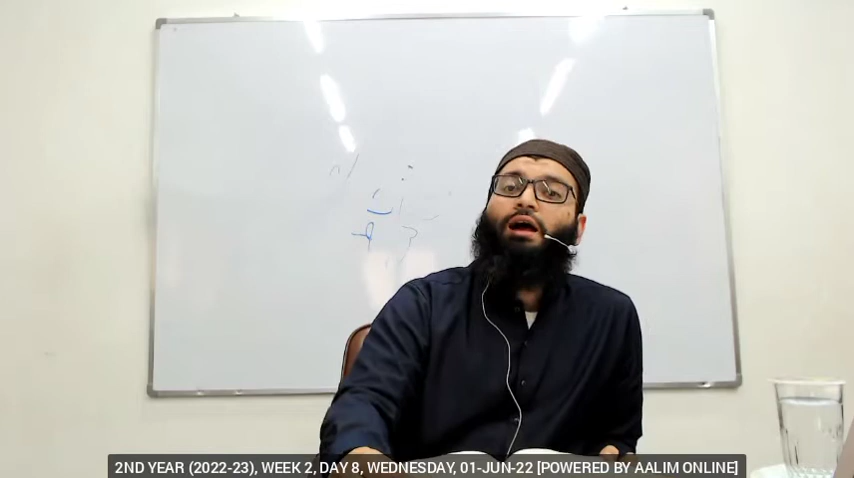 2ND YEAR (2022-23), WEEK 2, DAY 8, WEDNESDAY, 01-JUN-22 [POWERED BY AALIM ONLINE]